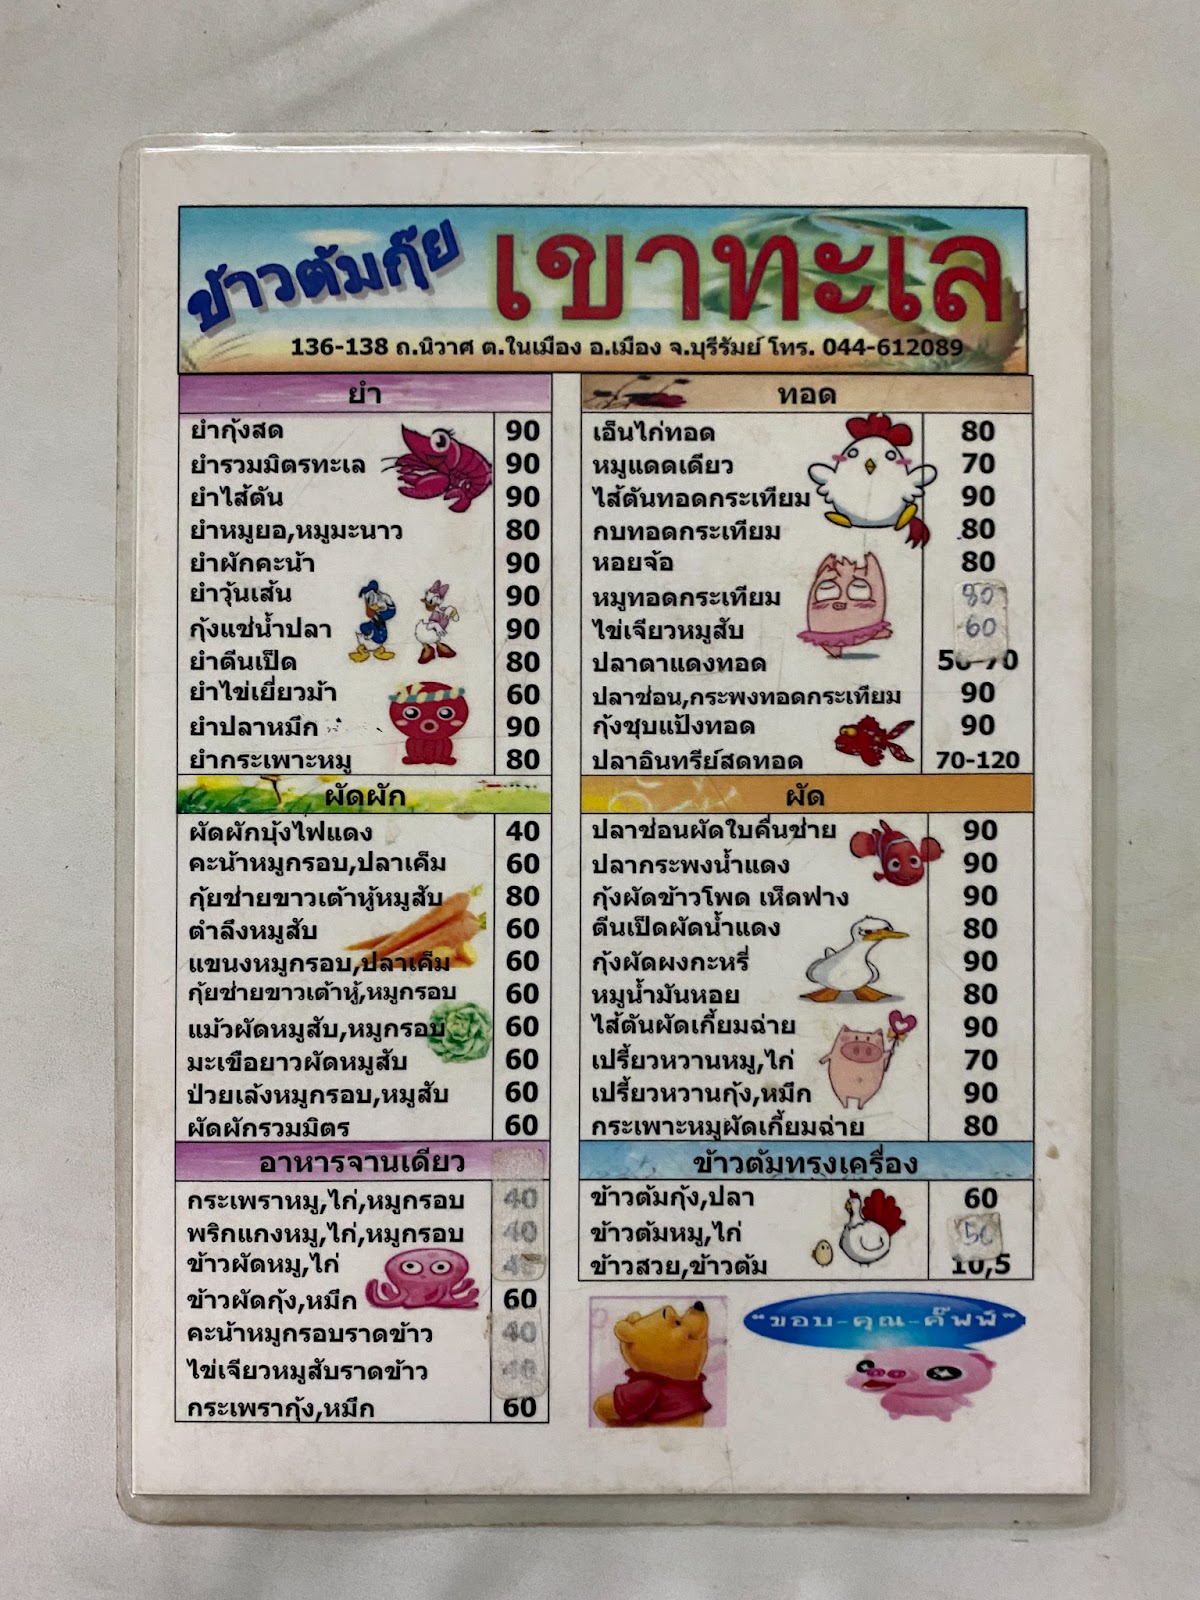 ข้าวต้มกุ๊ย เขาทะเล
136-138 ถ.นิวาศ ต.ในเมือง อ.เมือง จ.บุรีรัมย์ โทร. 044-612089
ยำ
ยำกุ้งสด 90
ยำรวมมิตรทะเล 90
ยำไส้ตัน 90
ยำหมูยอ,หมูมะนาว 80
ยำผักคะน้า 90
ยำวุ้นเส้น 90
กุ้งแช่น้ำปลา 90
ยำตีนเป็ด 80
ยำไข่เยี่ยวม้า 60
ยำปลาหมึก 90
ยำกระเพาะหมู 80
ผัดผัก
ผัดผักบุ้งไฟแดง 40
คะน้าหมูกรอบ,ปลาเค็ม 60
กุ้ยช่ายขาวเต้าหู้หมูสับ 80
ตำลึงหมูสับ 60
แขนงหมูกรอบ,ปลาเค็ม 60
กุ้ยช่ายขาวเต้าหู้,หมูกรอบ 60
แม้วผัดหมูสับ,หมูกรอบ 60
มะเขือยาวผัดหมูสับ 60
ป่วยเล้งหมูกรอบ,หมูสับ 60
ผัดผักรวมมิตร 60
อาหารจานเดียว
กระเพราหมู,ไก่,หมูกรอบ 40
พริกแกงหมู,ไก่,หมูกรอบ 40
ข้าวผัดหมู,ไก่
ข้าวผัดกุ้ง,หมึก 60
คะน้าหมูกรอบราดข้าว 40
ไข่เจียวหมูสับราดข้าว
กระเพรากุ้ง,หมึก 60
ทอด
เอ็นไก่ทอด 80
หมูแดดเดียว 70
ไส้ตันทอดกระเทียม 90
กบทอดกระเทียม 80
หอยจ้อ 80
หมูทอดกระเทียม 80
ไข่เจียวหมูสับ 60
ปลาตาแดงทอด 50-70
ปลาช่อน,กระพงทอดกระเทียม 90
กุ้งชุบแป้งทอด 90
ปลาอินทรีย์สดทอด 70-120
ผัด
ปลาช่อนผัดใบคื่นช่าย 90
ปลากระพงน้ำแดง 90
กุ้งผัดข้าวโพด เห็ดฟาง 90
ตีนเป็ดผัดน้ำแดง 80
กุ้งผัดผงกะหรี่ 90
หมูน้ำมันหอย 80
ไส้ตันผัดเกี้ยมฉ่าย 90
เปรี้ยวหวานหมู,ไก่ 70
เปรี้ยวหวานกุ้ง,หมึก 90
กระเพาะหมูผัดเกี้ยมฉ่าย 80
ข้าวต้มทรงเครื่อง
ข้าวต้มกุ้ง,ปลา 60
ข้าวต้มหมู,ไก่ 50
ข้าวสวย,ข้าวต้ม 10,5
"ขอบ-คุณ-ค๊ฟฟ์"